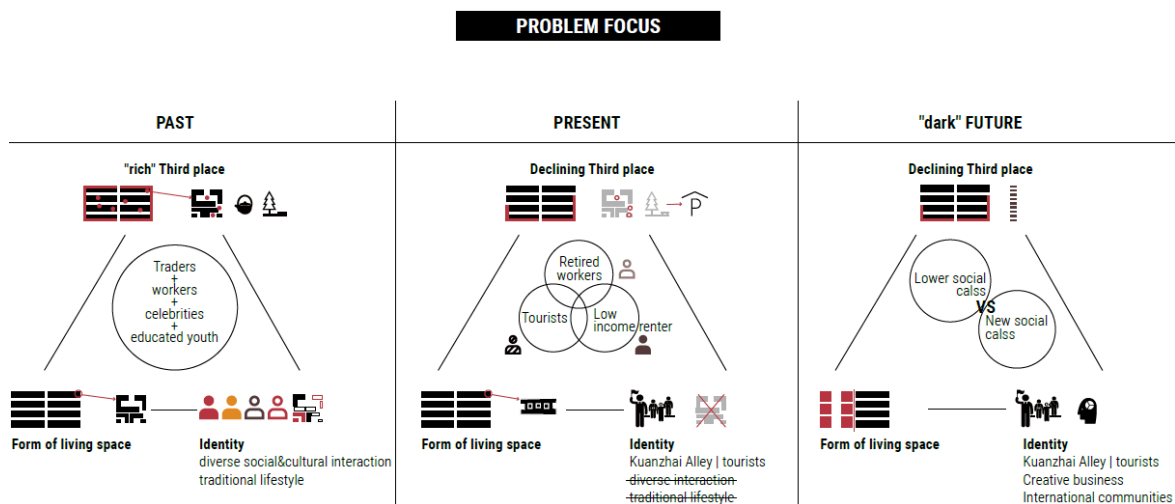 PROBLEM FOCUS
PAST
"rich" Third place
Traders
+
workers
+
celebrities
+
educated youth
Form of living space
Identity
diverse social&cultural interaction
traditional lifestyle
PRESENT
Declining Third place
P
Retired
workers
Tourists
Low
income renter
Form of living space
Identity
Kuanzhai Alley | tourists
diverse interaction
traditional lifestyle
"dark" FUTURE
Declining Third place
Lower social
calss
VS
New social
calss
Form of living space
Identity
Kuanzhai Alley | tourists
Creative business
International communities